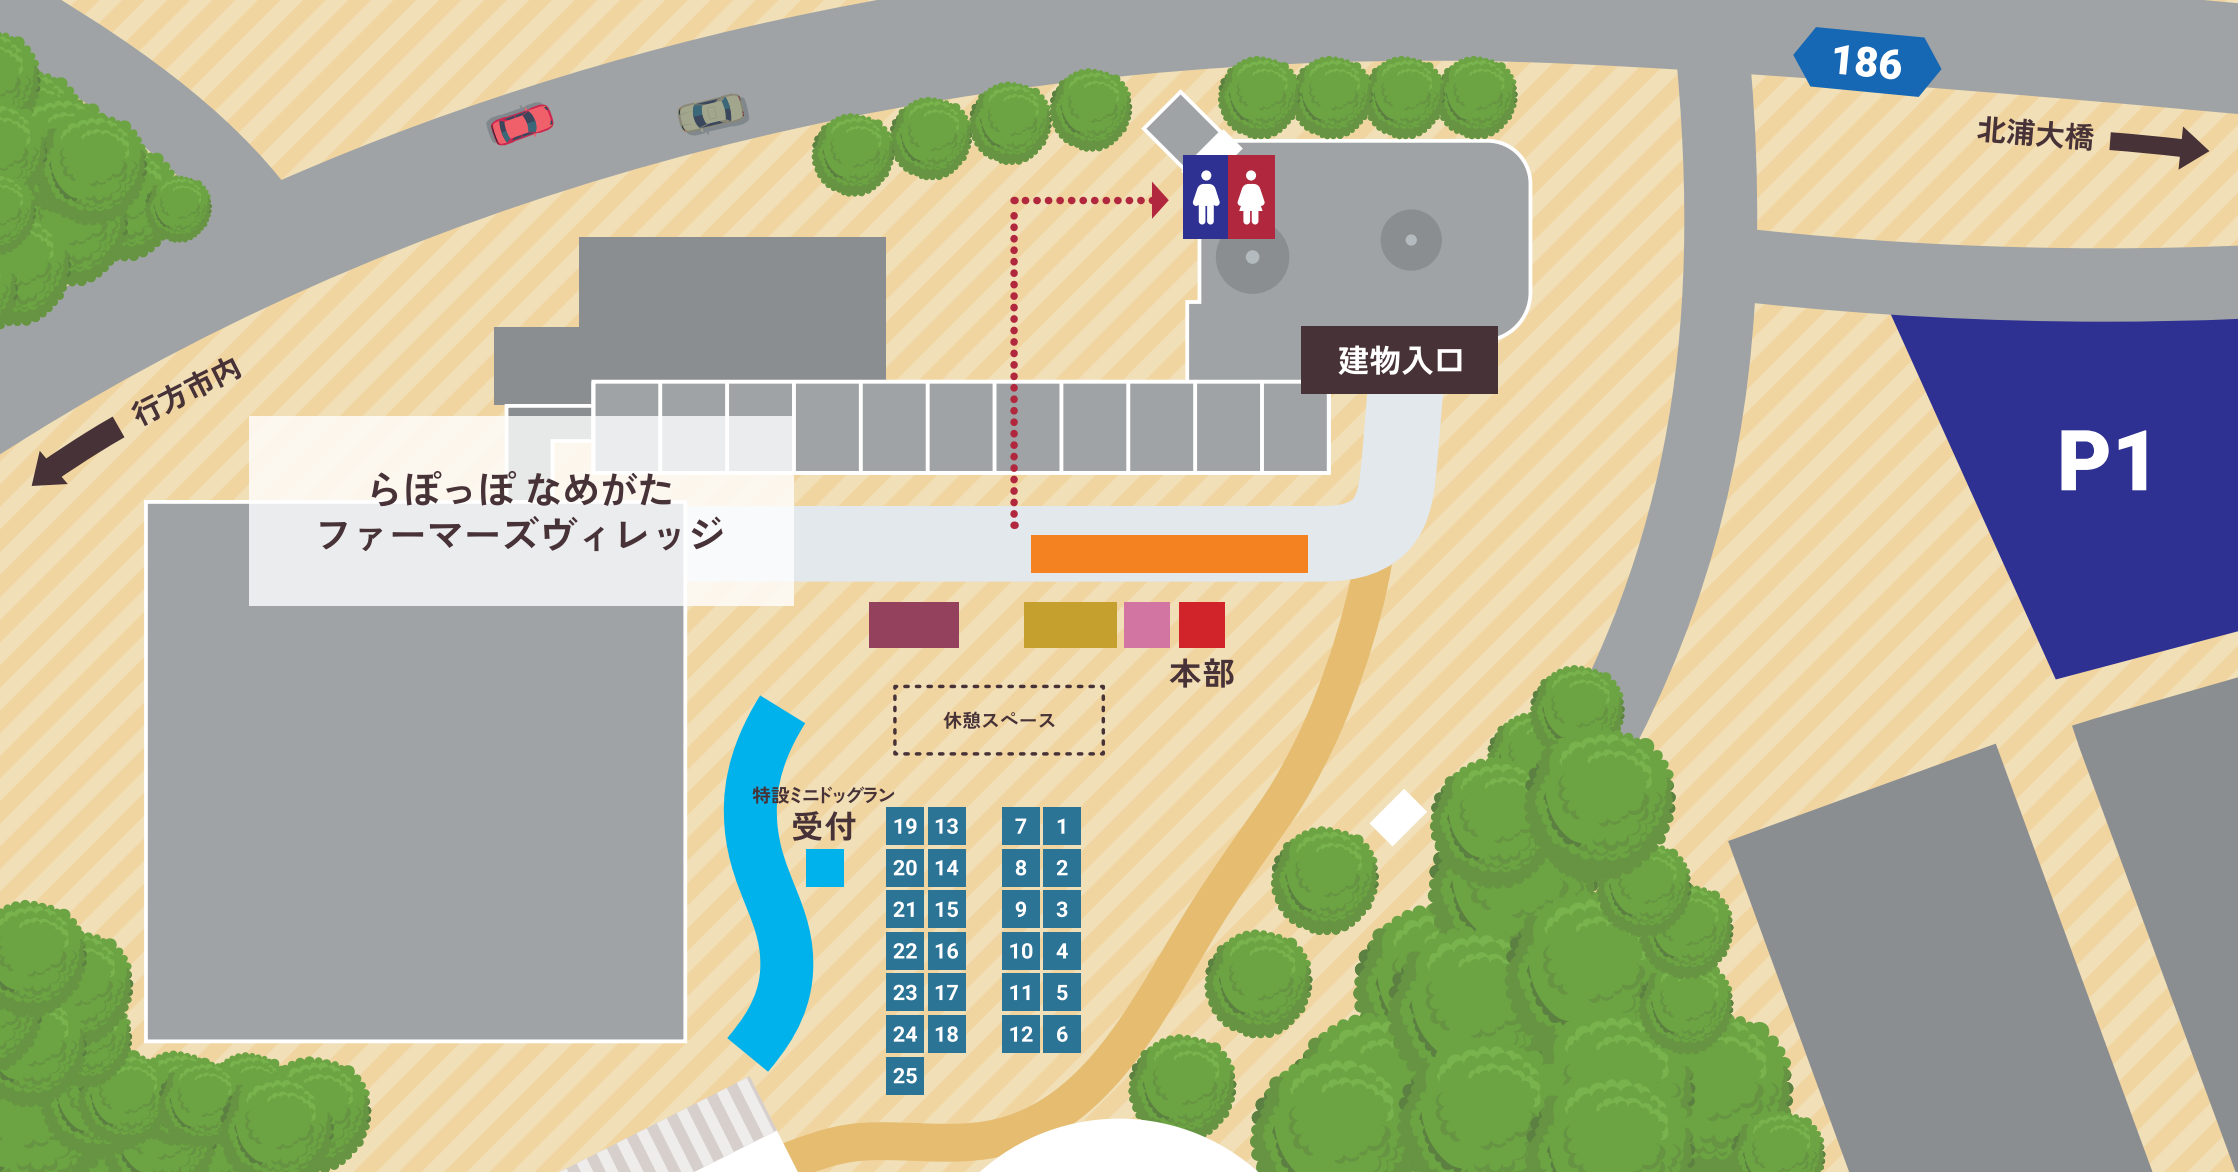 186
北浦大橋
行方市内
建物入口
らぽっぽ なめがた
ファーマーズヴィレッジ
P1
本部
休憩スペース
特設ミニドッグラン
受付
19 13 7 1
20 14 8 2
21 15 9 3
22 16 10 4
23 17 11 5
24 18 12 6
25